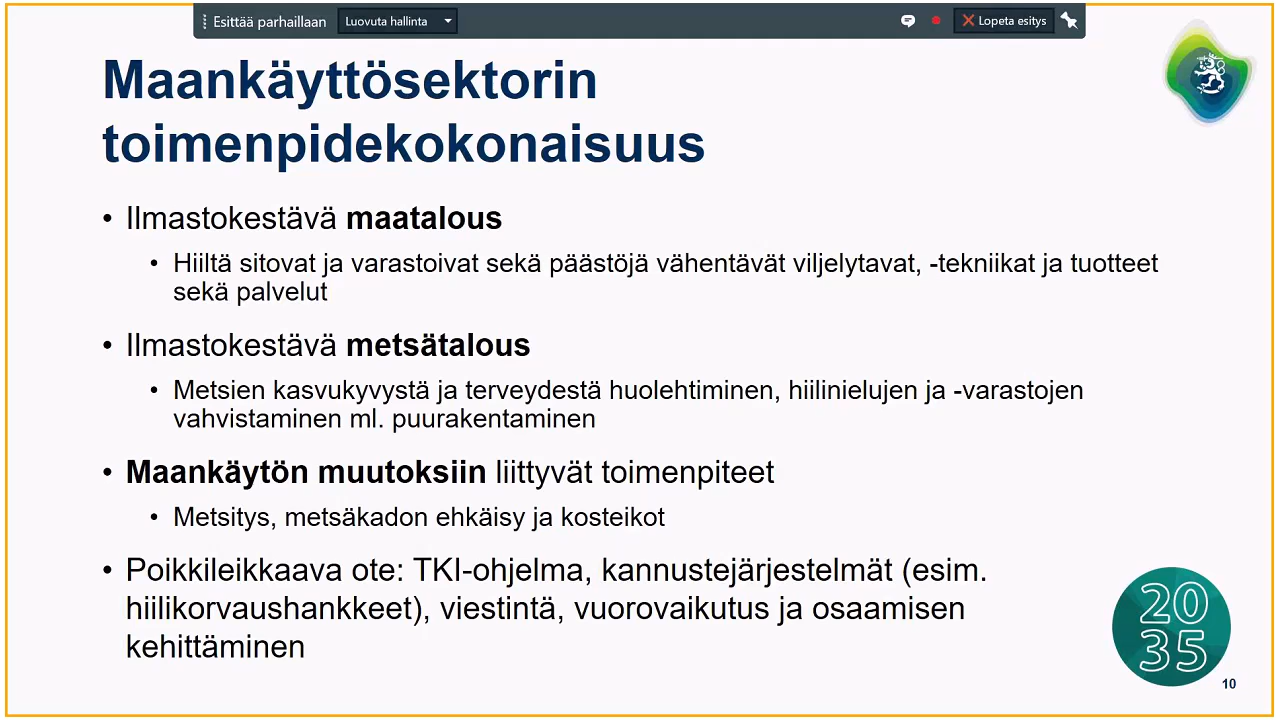 Esittää parhaillaan
Luovuta hallinta
Lopeta esitys
Maankäyttösektorin
toimenpidekokonaisuus
• Ilmastokestävä maatalous
• Hiiltä sitovat ja varastoivat sekä päästöjä vähentävät viljelytavat, -tekniikat ja tuotteet
sekä palvelut
• Ilmastokestävä metsätalous
• Metsien kasvukyvystä ja terveydestä huolehtiminen, hiilinielujen ja -varastojen
vahvistaminen ml. puurakentaminen
• Maankäytön muutoksiin liittyvät toimenpiteet
• Metsitys, metsäkadon ehkäisy ja kosteikot
• Poikkileikkaava ote: TKI-ohjelma, kannustejärjestelmät (esim.
hiilikorvaushankkeet), viestintä, vuorovaikutus ja osaamisen
kehittäminen
20
35
10